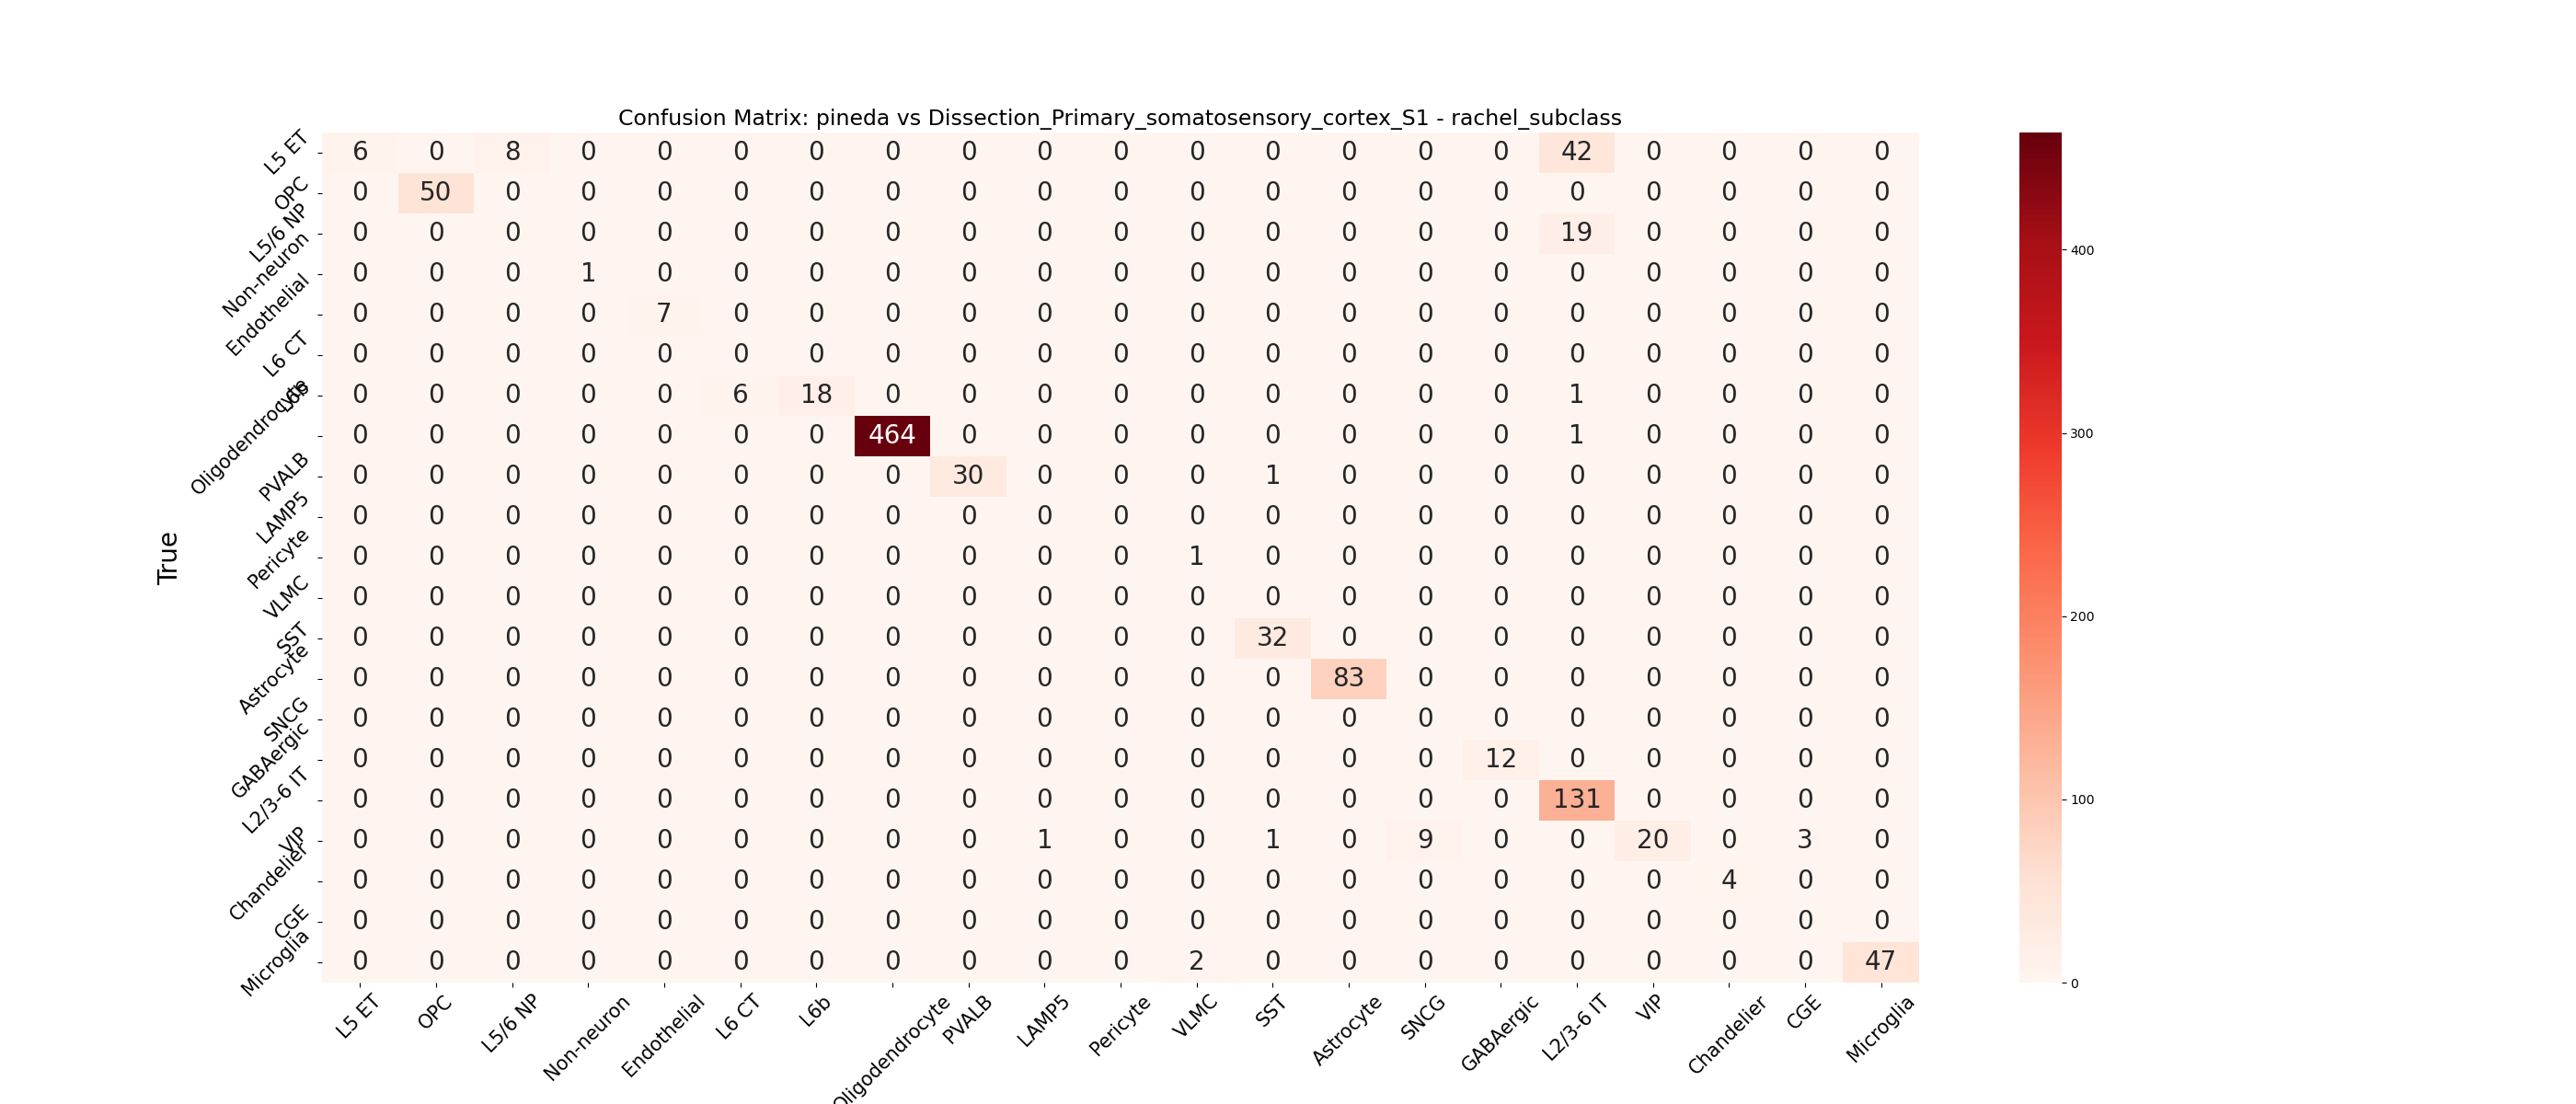 Confusion Matrix: pineda vs Dissection_Primary_somatosensory_cortex_S1 - rachel_subclass
True
L5 ET 6 0 8 0 0 0 0 0 0 0 0 0 0 0 0 0 42 0 0 0 0
OPC 0 50 0 0 0 0 0 0 0 0 0 0 0 0 0 0 0 0 0 0 0
L5/6 NP 0 0 0 0 0 0 0 0 0 0 0 0 0 0 0 0 19 0 0 0 0
Non-neuron 0 0 0 1 0 0 0 0 0 0 0 0 0 0 0 0 0 0 0 0 0
Endothelial 0 0 0 0 7 0 0 0 0 0 0 0 0 0 0 0 0 0 0 0 0
L6 CT 0 0 0 0 0 0 0 0 0 0 0 0 0 0 0 0 0 0 0 0 0
L6b 0 0 0 0 0 6 18 0 0 0 0 0 0 0 0 0 1 0 0 0 0
Oligodendrocyte 0 0 0 0 0 0 0 464 0 0 0 0 0 0 0 0 1 0 0 0 0
PVALB 0 0 0 0 0 0 0 0 30 0 0 0 1 0 0 0 0 0 0 0 0
LAMP5 0 0 0 0 0 0 0 0 0 0 0 0 0 0 0 0 0 0 0 0 0
Pericyte 0 0 0 0 0 0 0 0 0 0 0 1 0 0 0 0 0 0 0 0 0
VLMC 0 0 0 0 0 0 0 0 0 0 0 0 0 0 0 0 0 0 0 0 0
SST 0 0 0 0 0 0 0 0 0 0 0 0 32 0 0 0 0 0 0 0 0
Astrocyte 0 0 0 0 0 0 0 0 0 0 0 0 0 83 0 0 0 0 0 0 0
SNCG 0 0 0 0 0 0 0 0 0 0 0 0 0 0 0 0 0 0 0 0 0
GABAergic 0 0 0 0 0 0 0 0 0 0 0 0 0 0 0 12 0 0 0 0 0
L2/3-6 IT 0 0 0 0 0 0 0 0 0 0 0 0 0 0 0 0 131 0 0 0 0
VIP 0 0 0 0 0 0 0 0 0 1 0 0 1 0 9 0 0 20 0 3 0
Chandelier 0 0 0 0 0 0 0 0 0 0 0 0 0 0 0 0 0 0 4 0 0
CGE 0 0 0 0 0 0 0 0 0 0 0 0 0 0 0 0 0 0 0 0 0
Microglia 0 0 0 0 0 0 0 0 0 0 0 2 0 0 0 0 0 0 0 0 47
L5 ET OPC L5/6 NP Non-neuron Endothelial L6 CT L6b Oligodendrocyte PVALB LAMP5 Pericyte VLMC SST Astrocyte SNCG GABAergic L2/3-6 IT VIP Chandelier CGE Microglia
400
300
200
100
0